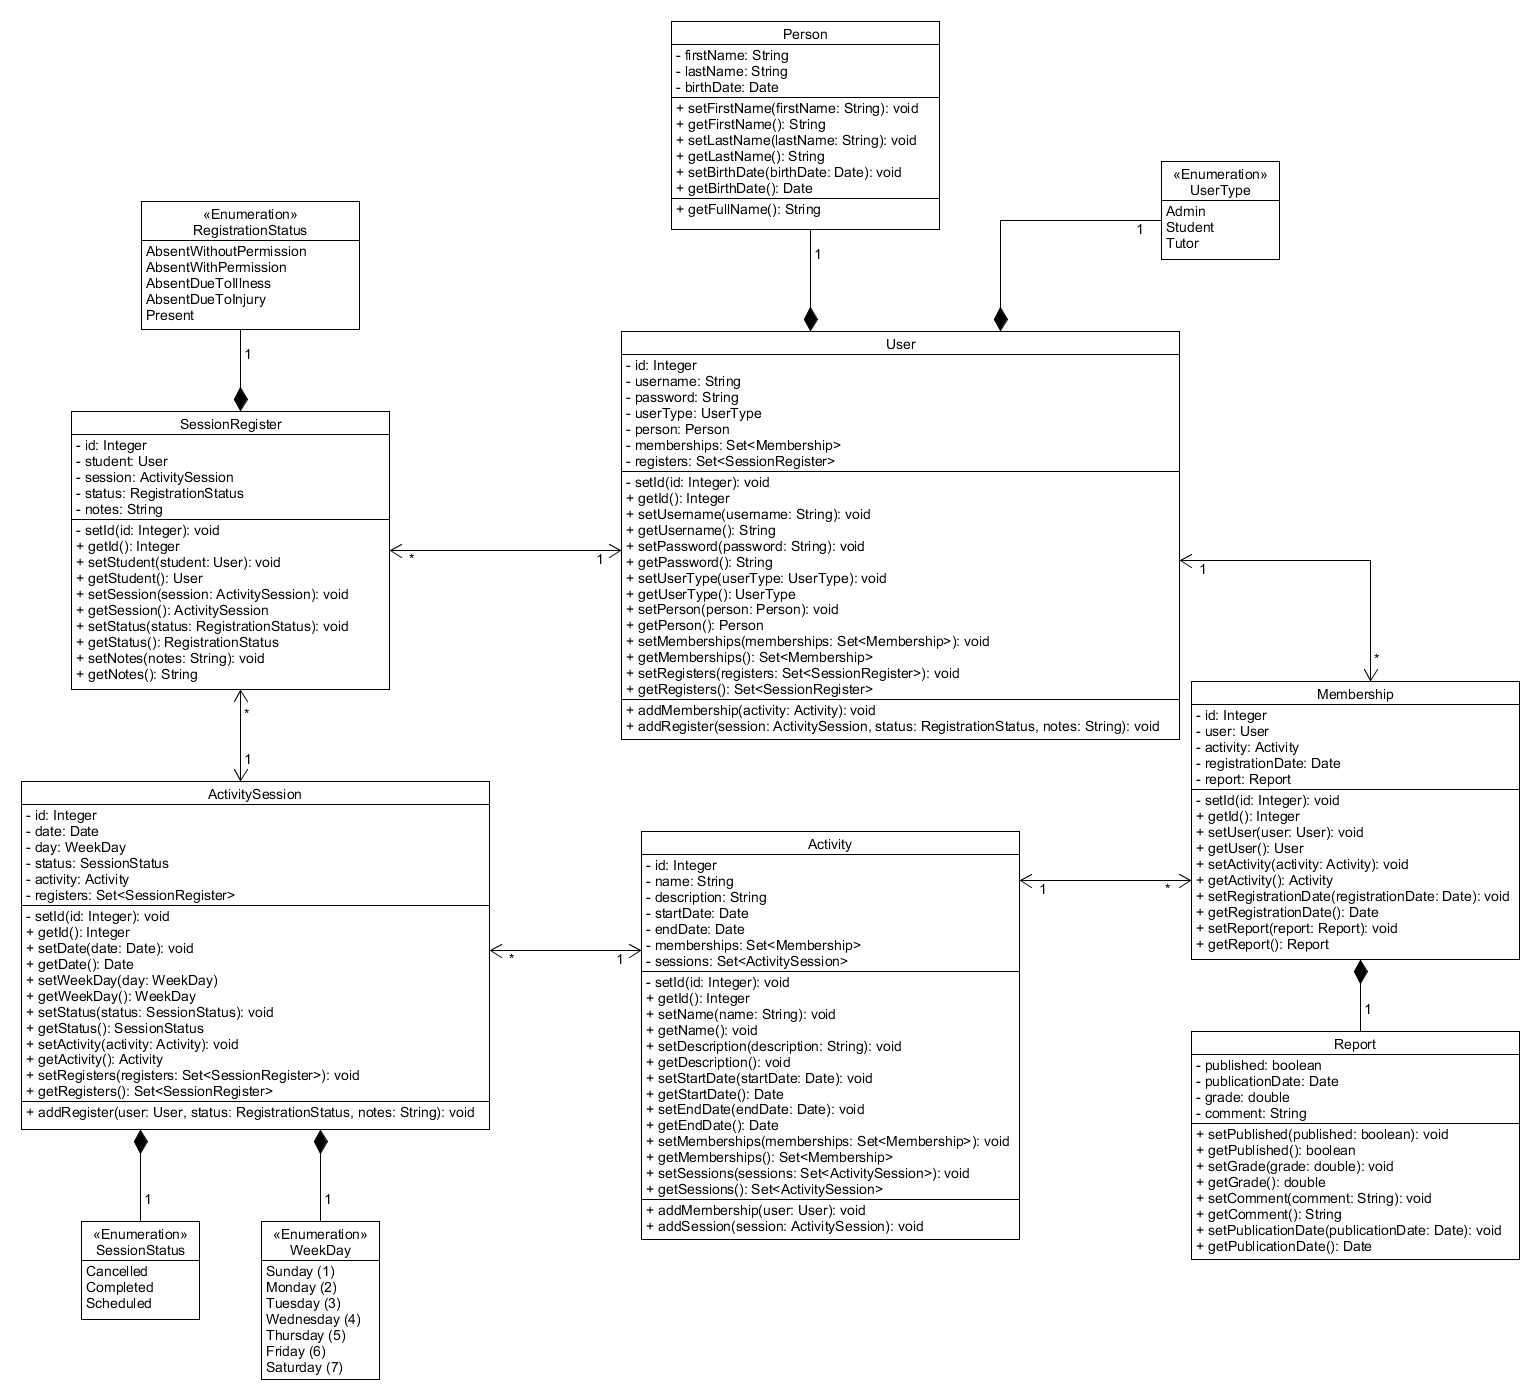 Person
- firstName: String
- lastName: String
- birthDate: Date
+ setFirstName(firstName: String): void
+ getFirstName(): String
+ setLastName(lastName: String): void
+ getLastName(): String
+ setBirthDate(birthDate: Date): void
+ getBirthDate(): Date
+ getFullName(): String
1
«Enumeration»
UserType
Admin
Student
Tutor
1
«Enumeration»
RegistrationStatus
AbsentWithoutPermission
AbsentWithPermission
AbsentDueToIllness
AbsentDueToInjury
Present
1
User
- id: Integer
- username: String
- password: String
- userType: UserType
- person: Person
- memberships: Set<Membership>
- registers: Set<SessionRegister>
- setId(id: Integer): void
+ getId(): Integer
+ setUsername(username: String): void
+ getUsername(): String
+ setPassword(password: String): void
+ getPassword(): String
+ setUserType(userType: UserType): void
+ getUserType(): UserType
+ setPerson(person: Person): void
+ getPerson(): Person
+ setMemberships(memberships: Set<Membership>): void
+ getMemberships(): Set<Membership>
+ setRegisters(registers: Set<SessionRegister>): void
+ getRegisters(): Set<SessionRegister>
+ addMembership(activity: Activity): void
+ addRegister(session: ActivitySession, status: RegistrationStatus, notes: String): void
SessionRegister
- id: Integer
- student: User
- session: ActivitySession
- status: RegistrationStatus
- notes: String
- setId(id: Integer): void
+ getId(): Integer
+ setStudent(student: User): void
+ getStudent(): User
+ setSession(session: ActivitySession): void
+ getSession(): ActivitySession
+ setStatus(status: RegistrationStatus): void
+ getStatus(): RegistrationStatus
+ setNotes(notes: String): void
+ getNotes(): String
*
1
1
*
*
1
Membership
- id: Integer
- user: User
- activity: Activity
- registrationDate: Date
- report: Report
- setId(id: Integer): void
+ getId(): Integer
+ setUser(user: User): void
+ getUser(): User
+ setActivity(activity: Activity): void
+ getActivity(): Activity
+ setRegistrationDate(registrationDate: Date): void
+ getRegistrationDate(): Date
+ setReport(report: Report): void
+ getReport(): Report
1
ActivitySession
- id: Integer
- date: Date
- day: WeekDay
- status: SessionStatus
- activity: Activity
- registers: Set<SessionRegister>
- setId(id: Integer): void
+ getId(): Integer
+ setDate(date: Date): void
+ getDate(): Date
+ setWeekDay(day: WeekDay)
+ getWeekDay(): WeekDay
+ setStatus(status: SessionStatus): void
+ getStatus(): SessionStatus
+ setActivity(activity: Activity): void
+ getActivity(): Activity
+ setRegisters(registers: Set<SessionRegister>): void
+ getRegisters(): Set<SessionRegister>
+ addRegister(user: User, status: RegistrationStatus, notes: String): void
*
1
Activity
- id: Integer
- name: String
- description: String
- startDate: Date
- endDate: Date
- memberships: Set<Membership>
- sessions: Set<ActivitySession>
- setId(id: Integer): void
+ getId(): Integer
+ setName(name: String): void
+ getName(): void
+ setDescription(description: String): void
+ getDescription(): void
+ setStartDate(startDate: Date): void
+ getStartDate(): Date
+ setEndDate(endDate: Date): void
+ getEndDate(): Date
+ setMemberships(memberships: Set<Membership>): void
+ getMemberships(): Set<Membership>
+ setSessions(sessions: Set<ActivitySession>): void
+ getSessions(): Set<ActivitySession>
+ addMembership(user: User): void
+ addSession(session: ActivitySession): void
1
*
Report
- published: boolean
- publicationDate: Date
- grade: double
- comment: String
+ setPublished(published: boolean): void
+ getPublished(): boolean
+ setGrade(grade: double): void
+ getGrade(): double
+ setComment(comment: String): void
+ getComment(): String
+ setPublicationDate(publicationDate: Date): void
+ getPublicationDate(): Date
1
1
«Enumeration»
SessionStatus
Cancelled
Completed
Scheduled
«Enumeration»
WeekDay
Sunday (1)
Monday (2)
Tuesday (3)
Wednesday (4)
Thursday (5)
Friday (6)
Saturday (7)